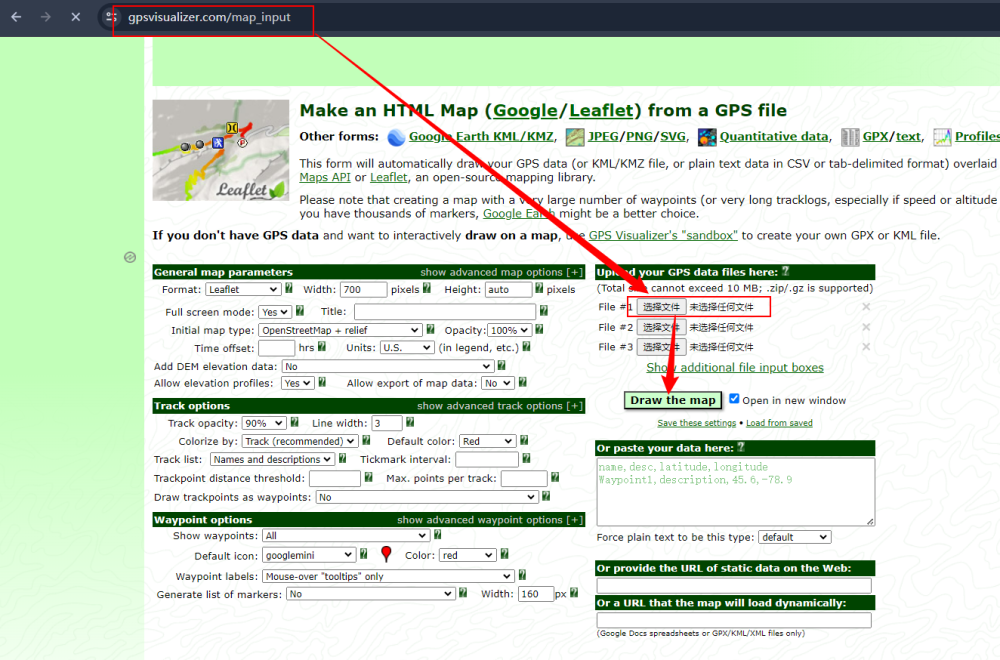 gpsvisualizer.com/map_input
Make an HTML Map (Google/Leaflet) from a GPS file
Other forms: Google Earth KML/KMZ, JPEG/PNG/SVG, Quantitative data, GPX/text, Profiles
This form will automatically draw your GPS data (or KML/KMZ file, or plain text data in CSV or tab-delimited format) overlaid
Maps API or Leaflet, an open-source mapping library.
Please note that creating a map with a very large number of waypoints (or very long tracklogs, especially if speed or altitude
you have thousands of markers, Google Earth might be a better choice.
Leaflet
If you don't have GPS data and want to interactively draw on a map, use GPS Visualizer's "sandbox" to create your own GPX or KML file.
General map parameters show advanced map options [+]
Format: Leaflet ? Width: 700 pixels ? Height: auto ? pixels
Full screen mode: Yes ? Title: ?
Initial map type: OpenStreetMap + relief ? Opacity: 100% ?
Time offset: hrs ? Units: U.S. (in legend, etc.) ?
Add DEM elevation data: No ?
Allow elevation profiles: Yes ? Allow export of map data: No ?
Track options show advanced track options [+]
Track opacity: 90% ? Line width: 3 ?
Colorize by: Track (recommended) ? Default color: Red ?
Track list: Names and descriptions ? Tickmark interval: ?
Trackpoint distance threshold: ? Max. points per track: ?
Draw trackpoints as waypoints: No ?
Waypoint options show advanced waypoint options [+]
Show waypoints: All ?
Default icon: googlemini ? Color: red ?
Waypoint labels: Mouse-over "tooltips" only ?
Generate list of markers: No ? Width: 160 px ?
Upload your GPS data files here: ?
(Total size cannot exceed 10 MB; .zip/.gz is supported)
File #1 选择文件 未选择任何文件
File #2 选择文件 未选择任何文件
File #3 选择文件 未选择任何文件
Show additional file input boxes
Draw the map Open in new window
Save these settings • Load from saved
Or paste your data here: ?
name,desc,latitude,longitude
Waypoint1,description,45.6,-78.9
Force plain text to be this type: default
Or provide the URL of static data on the Web:
Or a URL that the map will load dynamically:
(Google Docs spreadsheets or GPX/KML/XML files only)